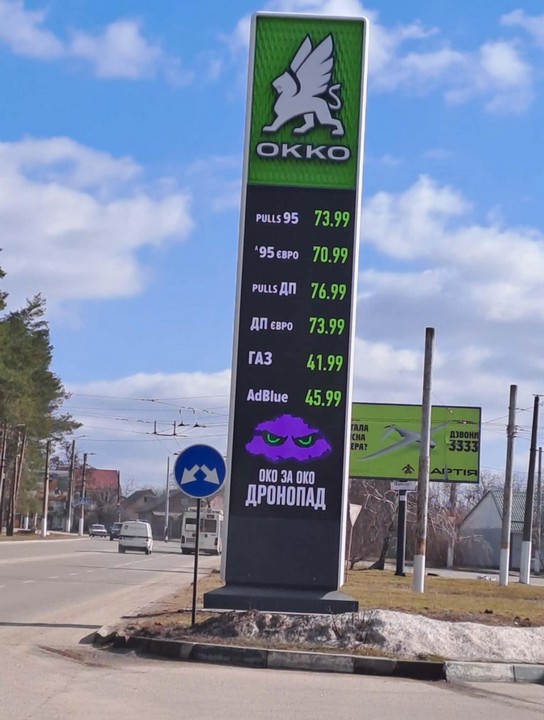 OKKO
PULLS 95 73.99
А95 ЄВРО 70.99
PULLS ДП 76.99
ДП ЄВРО 73.99
ГАЗ 41.99
AdBlue 45.99
ОКО ЗА ОКО
ДРОНОПАД
ДЗВОНИ
3333
АРТІЯ